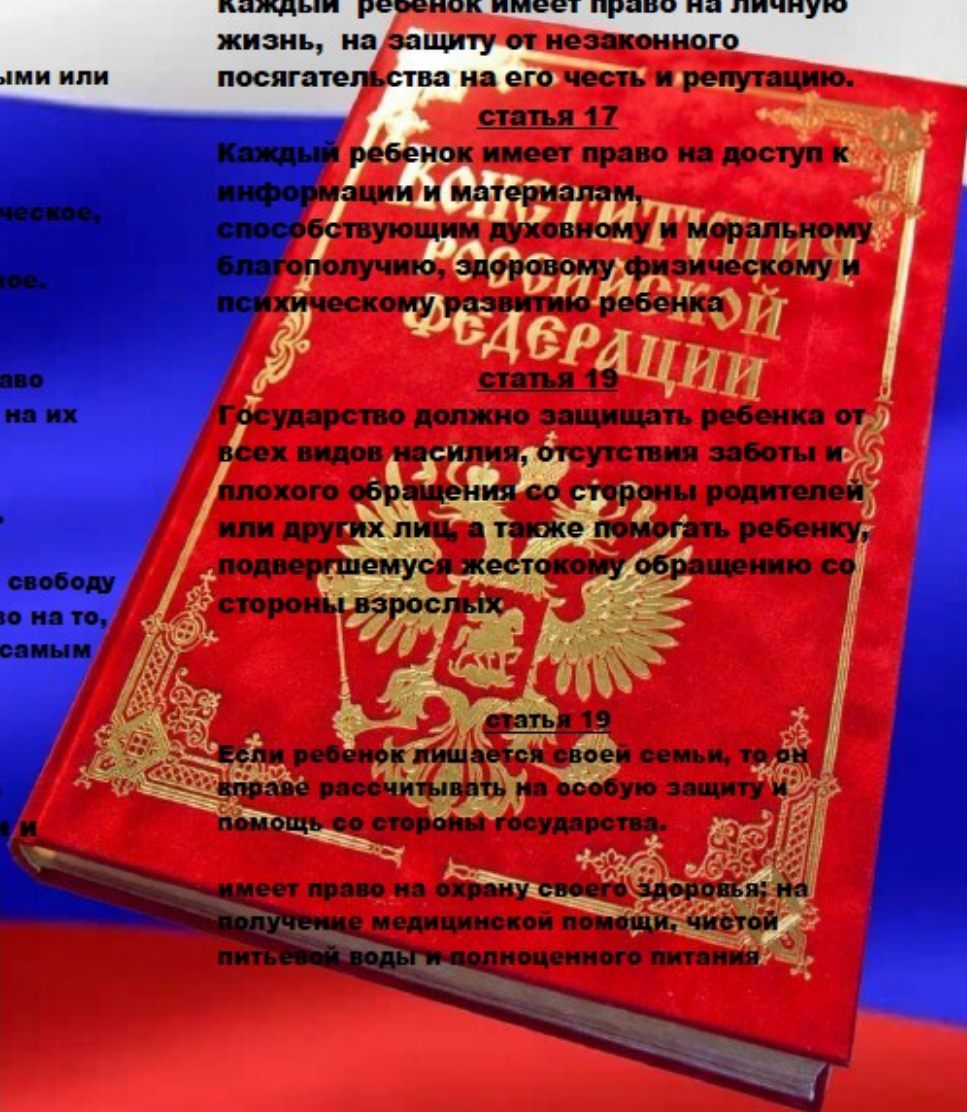 ыми или
ческое,
ное.
аво
на их
свободу
во на то,
самым
и и
Каждый ребенок имеет право на личную
жизнь, на защиту от незаконного
посягательства на его честь и репутацию.
статья 17
Каждый ребенок имеет право на доступ к
информации и материалам,
способствующим духовному и моральному
благополучию, здоровому физическому и
психическому развитию ребенка
статья 19
Государство должно защищать ребенка от
всех видов насилия, отсутствия заботы и
плохого обращения со стороны родителей
или других лиц, а также помогать ребенку,
подвергшемуся жестокому обращению со
стороны взрослых
статья 19
Если ребенок лишается своей семьи, то он
вправе рассчитывать на особую защиту и
помощь со стороны государства.
имеет право на охрану своего здоровья: на
получение медицинской помощи, чистой
питьевой воды и полноценного питания
КОНСТИТУЦИЯ
РОССИЙСКОЙ
ФЕДЕРАЦИИ